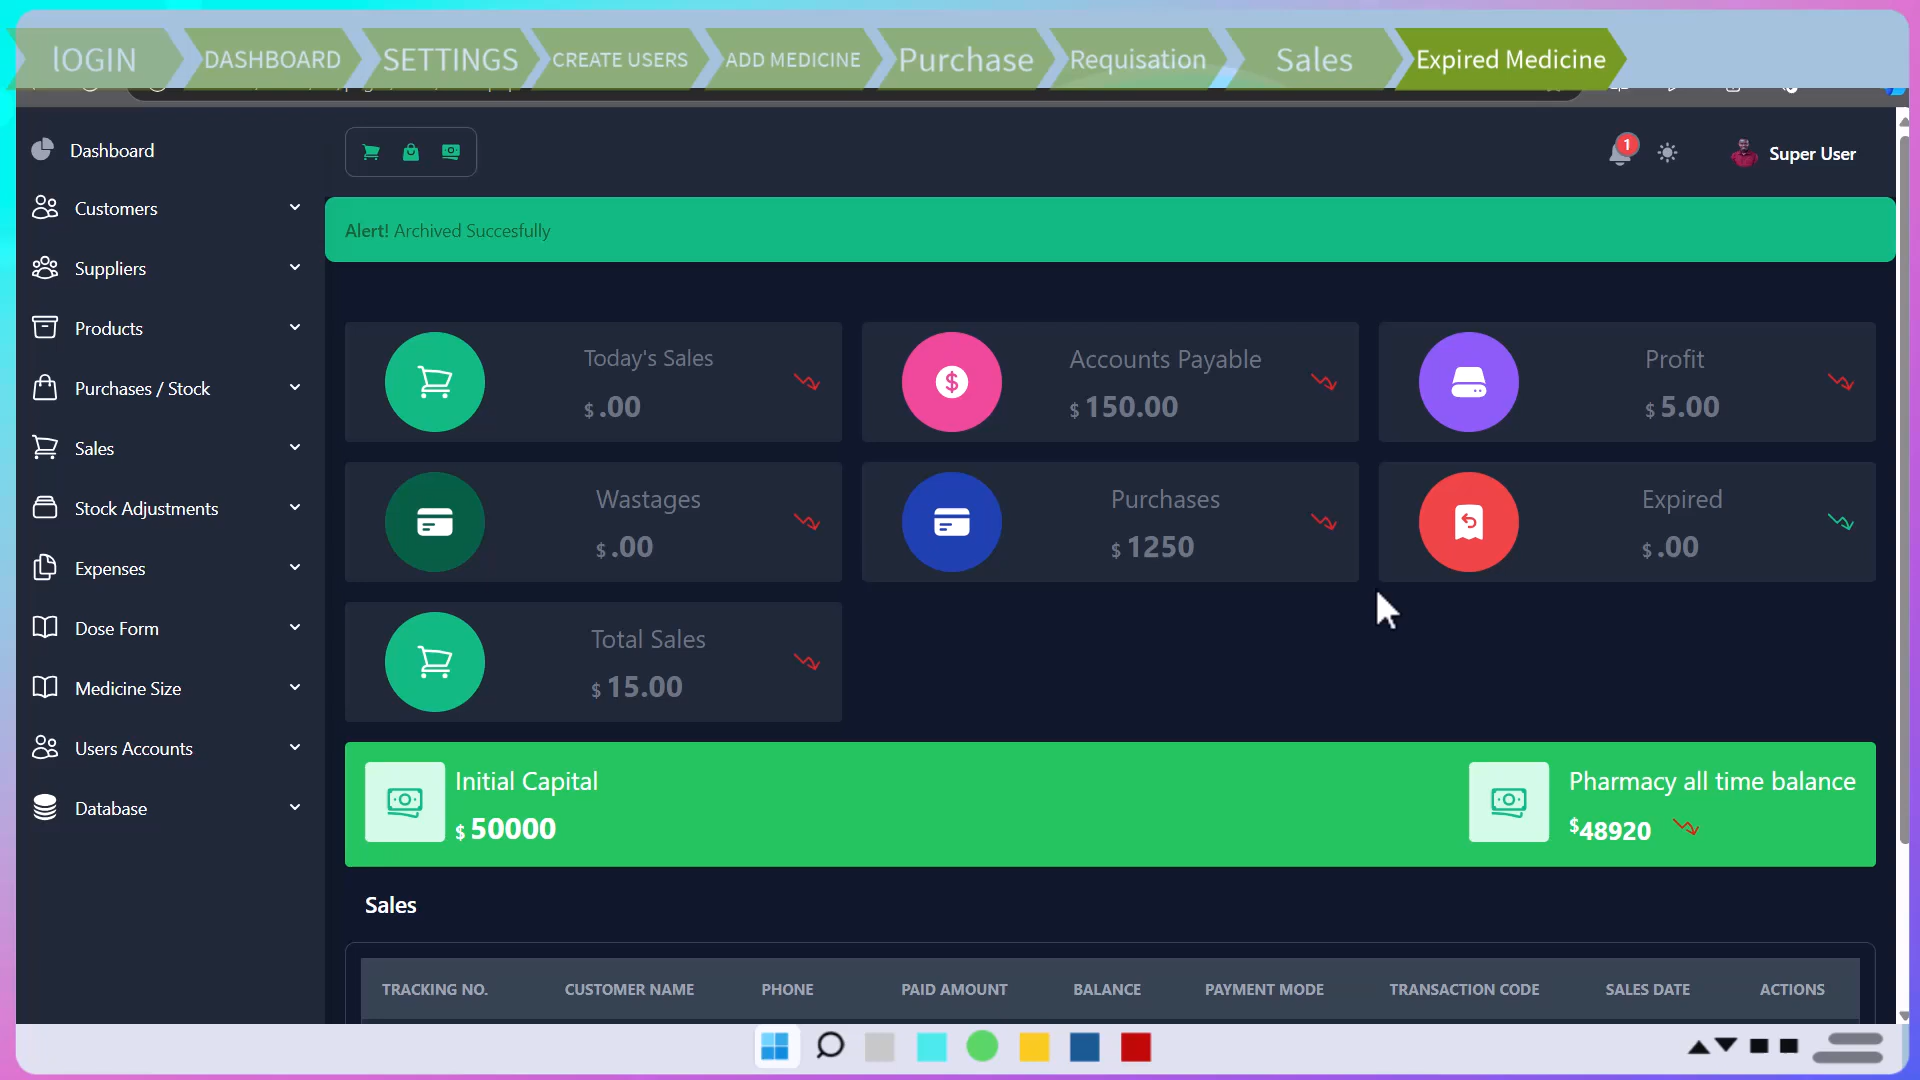 lOGIN
DASHBOARD
SETTINGS
CREATE USERS
ADD MEDICINE
Purchase
Requisation
Sales
Expired Medicine
Dashboard
1
Super User
Customers
Alert! Archived Succesfully
Suppliers
Products
Purchases / Stock
Sales
Stock Adjustments
Expenses
Dose Form
Medicine Size
Users Accounts
Database
Today's Sales
$ .00
Accounts Payable
$ 150.00
Profit
$ 5.00
Wastages
$ .00
Purchases
$ 1250
Expired
$ .00
Total Sales
$ 15.00
Initial Capital
$ 50000
Pharmacy all time balance
$48920
Sales
TRACKING NO. CUSTOMER NAME PHONE PAID AMOUNT BALANCE PAYMENT MODE TRANSACTION CODE SALES DATE ACTIONS